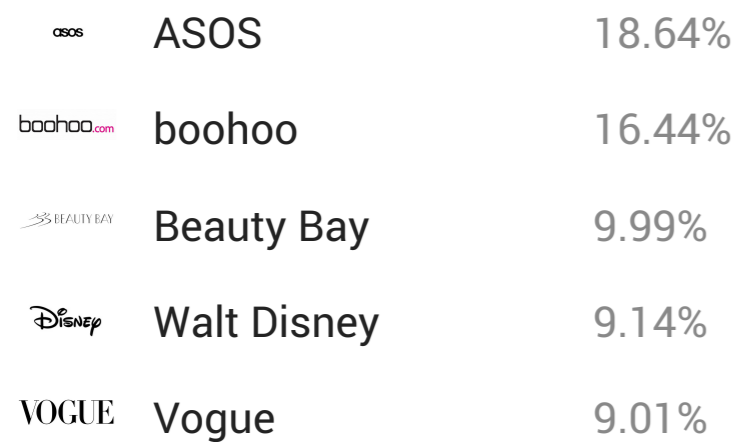 asos ASOS 18.64%
boohoo.com boohoo 16.44%
BEAUTY BAY Beauty Bay 9.99%
Disney Walt Disney 9.14%
VOGUE Vogue 9.01%